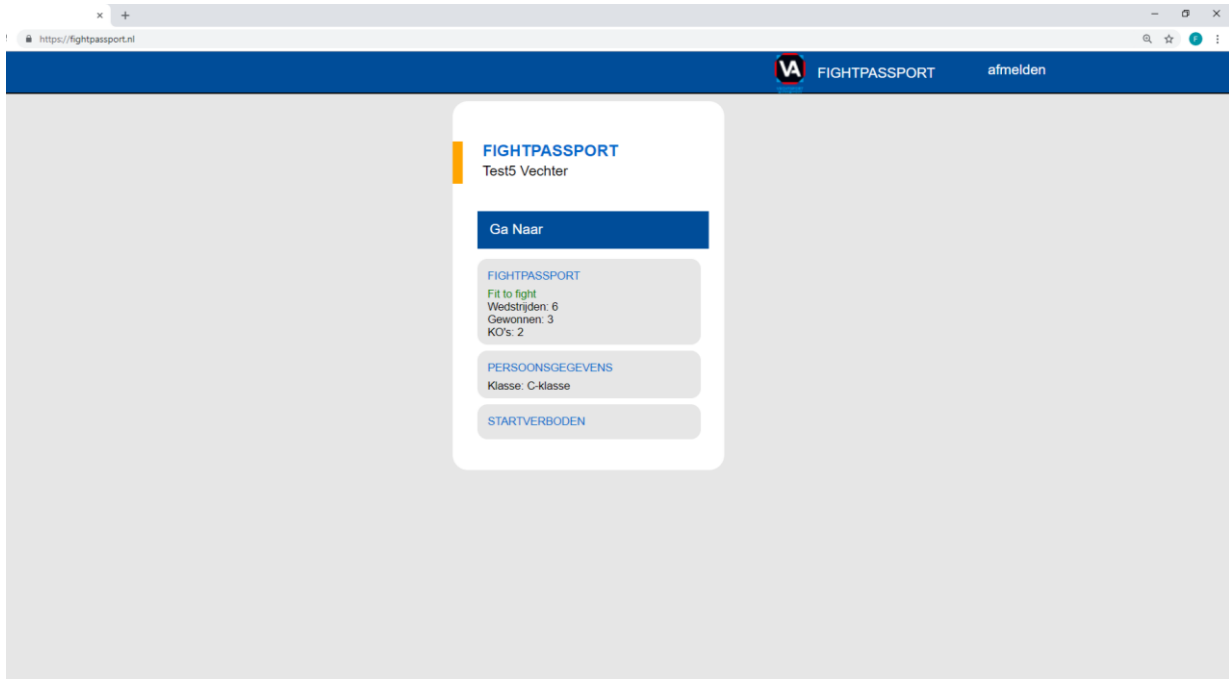 https://fightpassport.nl
F
VA
FIGHTPASSPORT
afmelden
FIGHTPASSPORT
Test5 Vechter
Ga Naar
FIGHTPASSPORT
Fit to fight
Wedstrijden: 6
Gewonnen: 3
KO's: 2
PERSOONSGEGEVENS
Klasse: C-klasse
STARTVERBODEN